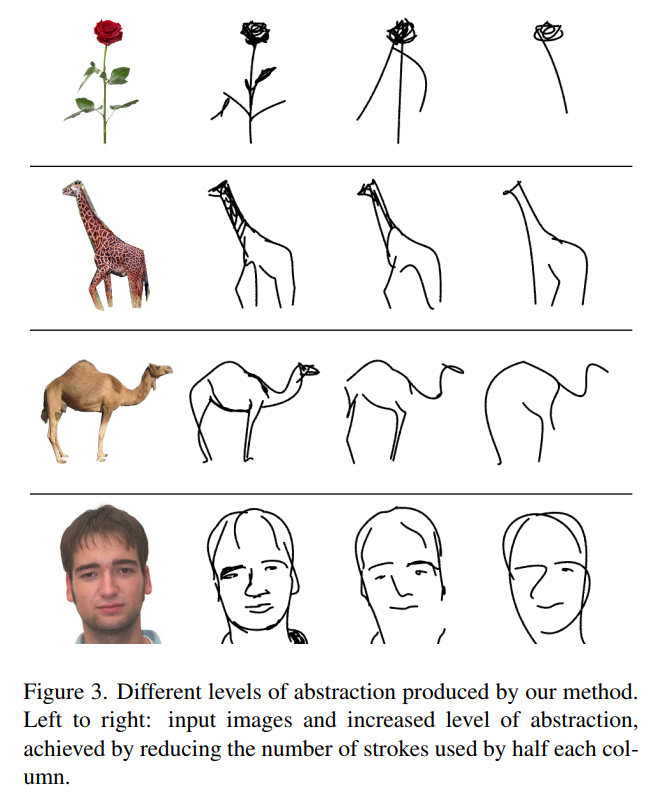 Figure 3. Different levels of abstraction produced by our method.
Left to right: input images and increased level of abstraction,
achieved by reducing the number of strokes used by half each col-
umn.